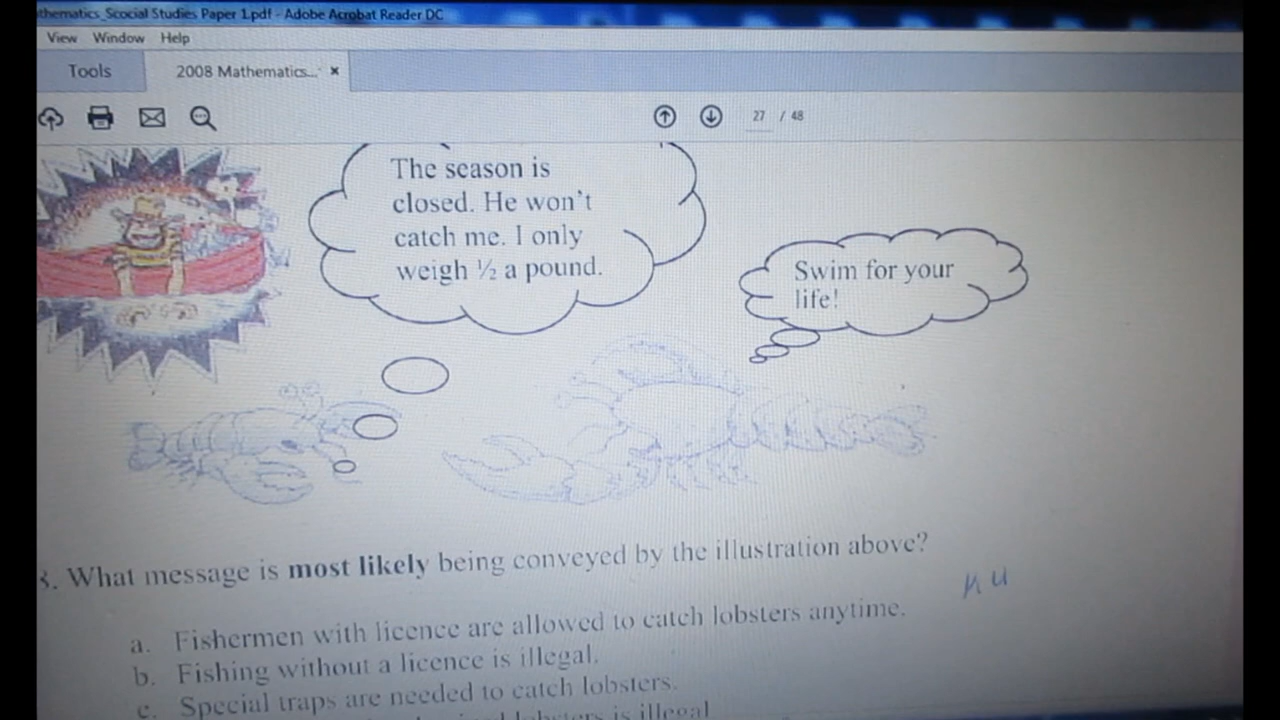 thematics_Scocial Studies Paper 1.pdf - Adobe Acrobat Reader DC
View Window Help
Tools 2008 Mathematics... ×
27 / 48
The season is
closed. He won't
catch me. I only
weigh ½ a pound.
Swim for your
life!
. What message is most likely being conveyed by the illustration above?
a. Fishermen with licence are allowed to catch lobsters anytime.
b. Fishing without a licence is illegal.
c. Special traps are needed to catch lobsters.
lobsters is illegal